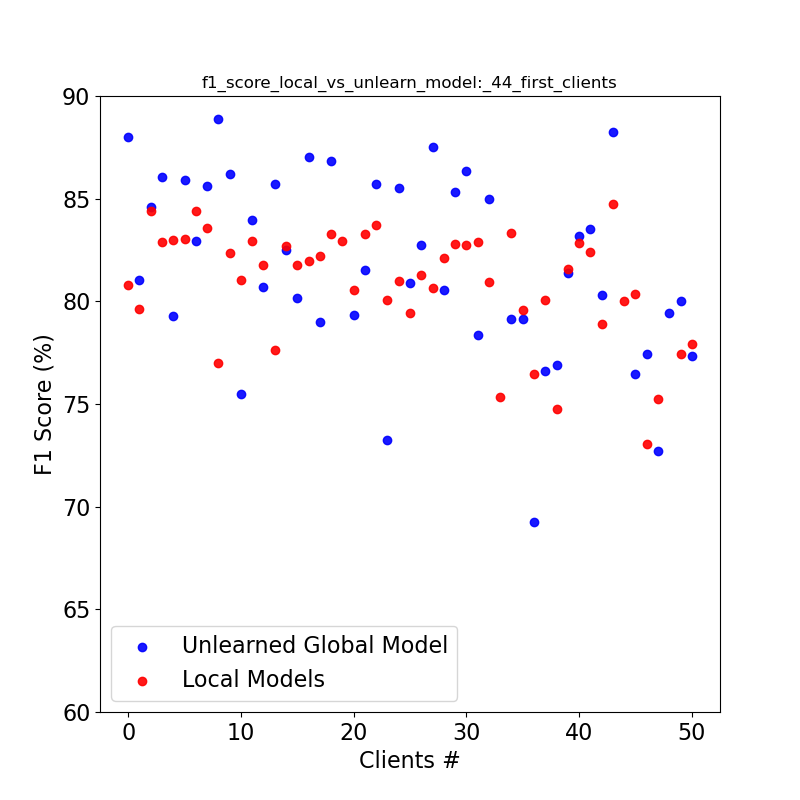 f1_score_local_vs_unlearn_model:_44_first_clients
90
85
80
75
70
65
60
F1 Score (%)
Unlearned Global Model
Local Models
0 10 20 30 40 50
Clients #